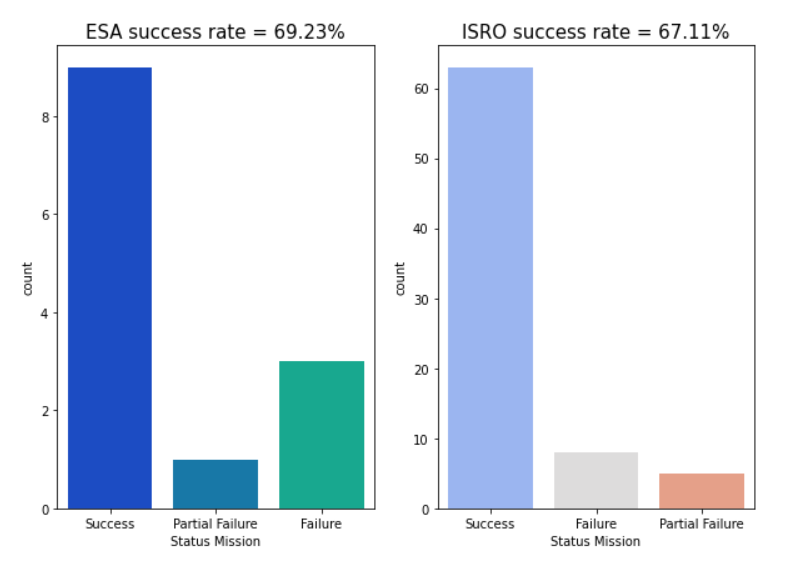 ESA success rate = 69.23%
8
6
4
2
0
count
Success Partial Failure Failure
Status Mission
ISRO success rate = 67.11%
60
50
40
30
20
10
0
count
Success Failure Partial Failure
Status Mission